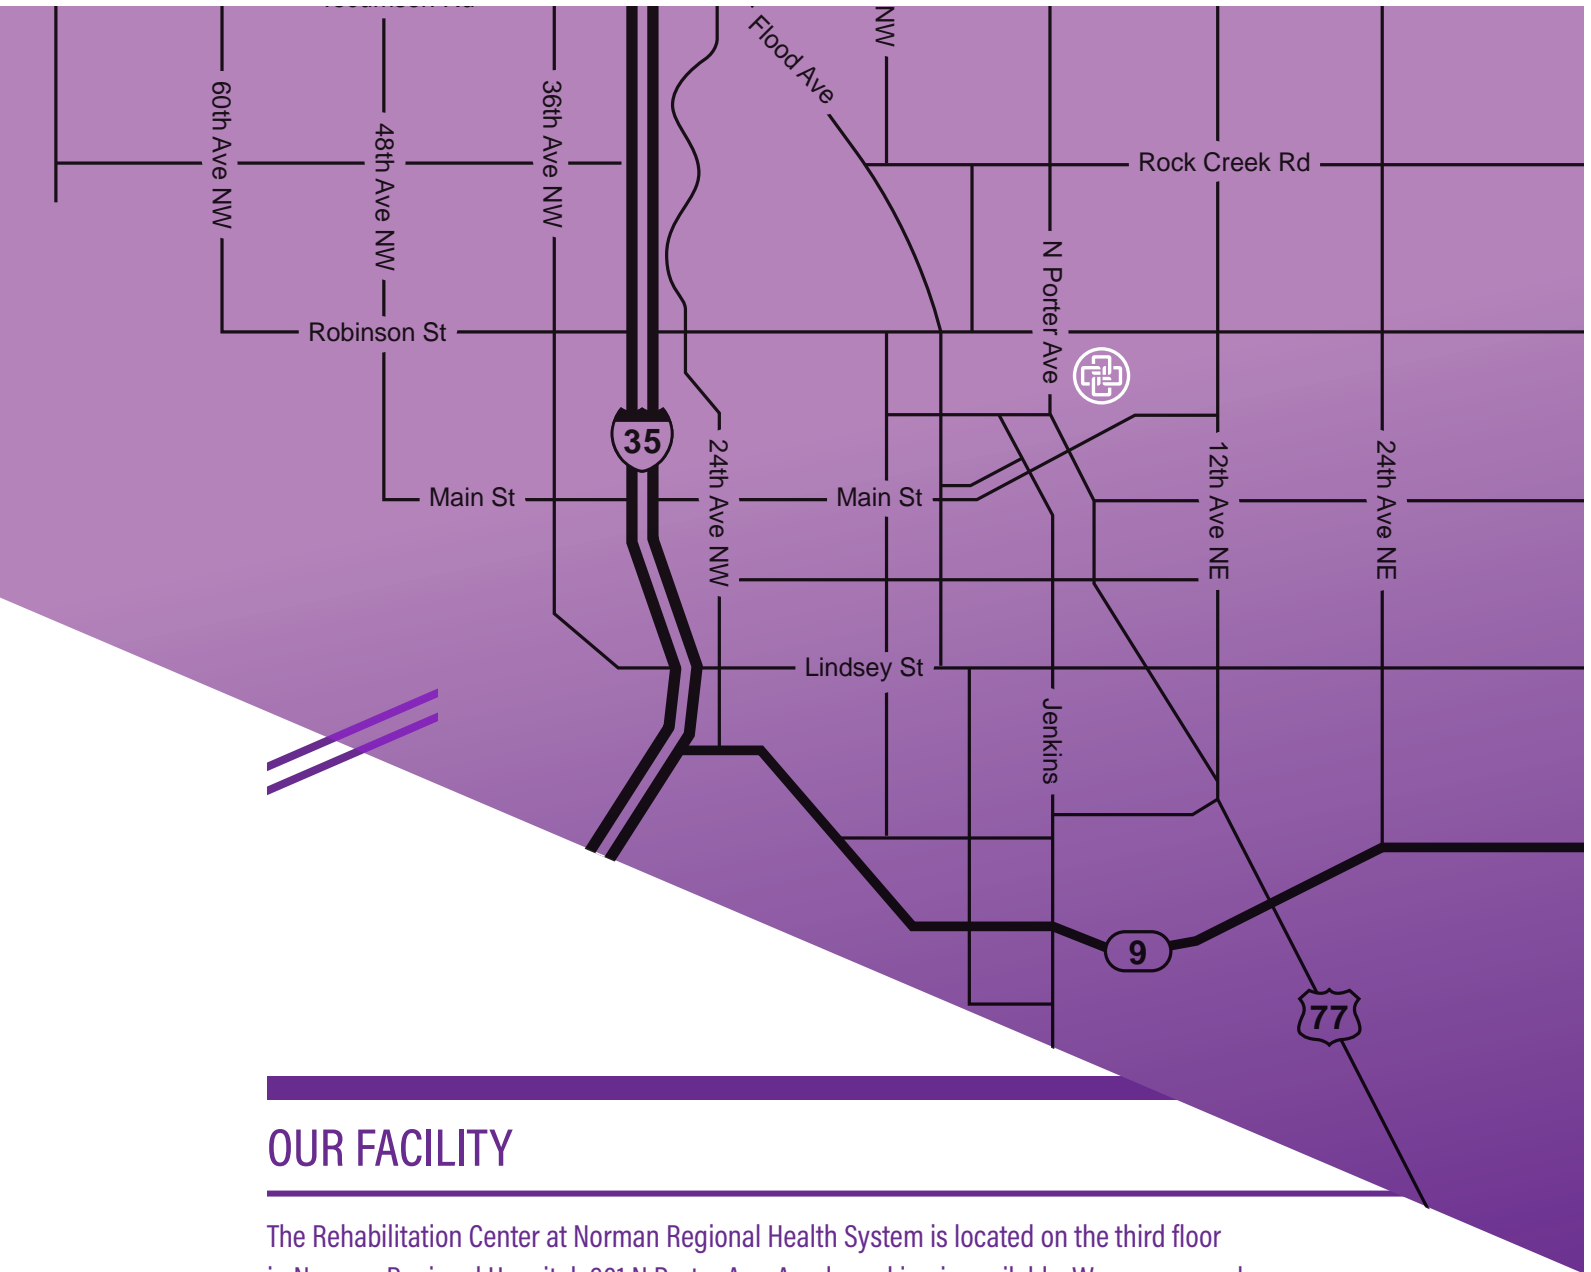 NW
Flood Ave
60th Ave NW
48th Ave NW
36th Ave NW
Rock Creek Rd
N Porter Ave
Robinson St
35
24th Ave NW
12th Ave NE
24th Ave NE
Main St
Main St
Lindsey St
Jenkins
9
77
OUR FACILITY
The Rehabilitation Center at Norman Regional Health System is located on the third floor